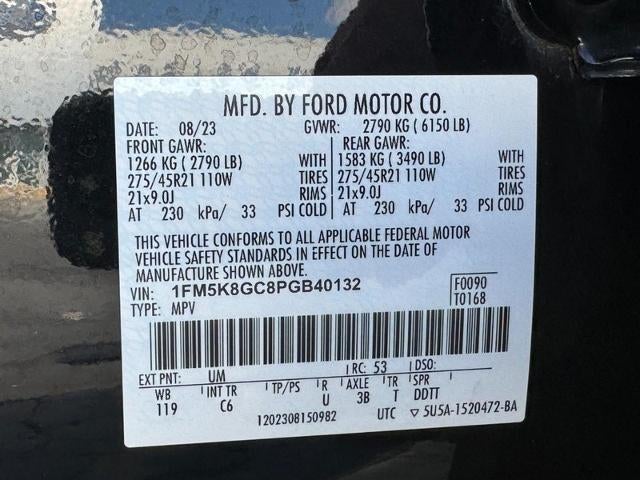 MFD. BY FORD MOTOR CO.
DATE: 08/23 GVWR: 2790 KG ( 6150 LB)
FRONT GAWR: REAR GAWR:
1266 KG ( 2790 LB) WITH 1583 KG ( 3490 LB) WITH
275/45R21 110W TIRES 275/45R21 110W TIRES
21x9.0J RIMS 21x9.0J RIMS
AT 230 kPa/ 33 PSI COLD AT 230 kPa/ 33 PSI COLD
THIS VEHICLE CONFORMS TO ALL APPLICABLE FEDERAL MOTOR
VEHICLE SAFETY STANDARDS IN EFFECT ON THE DATE OF
MANUFACTURE SHOWN ABOVE.
VIN: 1FM5K8GC8PGB40132 F0090
TYPE: MPV T0168
EXT PNT: UM RC: 53 DSO:
WB INT TR TP/PS R AXLE TR SPR
119 C6 U 3B T DDTT
1202308150982 UTC ▽ 5U5A-1520472-BA